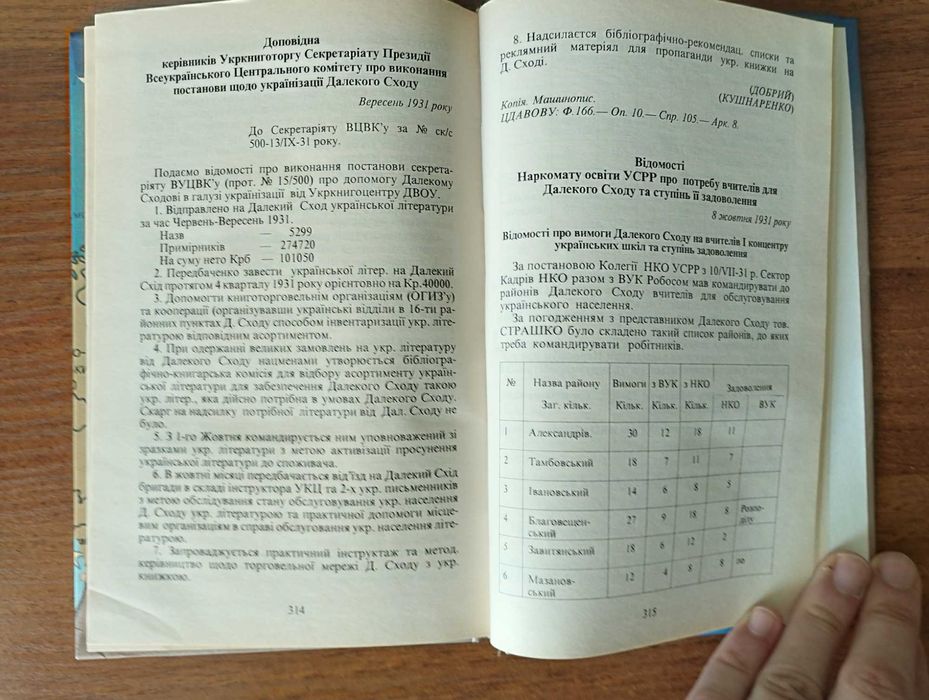 Доповідна
керівників Укркниготоргу Секретаріату Президії
Всеукраїнського Центрального комітету про виконання
постанови щодо українізації Далекого Сходу
Вересень 1931 року
До Секретаріяту ВЦВК'у за № ск/с
500-13/ІХ-31 року.
Подаємо відомості про виконання постанови секрета-
ріяту ВУЦВК'у (прот. № 15/500) про допомогу Далекому
Сходові в галузі українізації від Укркнигоцентру ДВОУ.
1. Відправлено на Далекий Схід української літератури
за час Червень-Вересень 1931.
Назв — 5299
Примірників — 274720
На суму нето Крб — 101050
2. Передбаченко завести української літер. на Далекий
Схід протягом 4 кварталу 1931 року орієнтовно на Кр.40000.
3. Допомогти книготорговельним організаціям (ОГИЗ'у)
та кооперації (організувавши українські відділи в 16-ти ра-
йонних пунктах Д. Сходу способом інвентаризації укр. літе-
ратурою відповідним асортиментом.
4. При одержанні великих замовлень на укр. літературу
від Далекого Сходу нацменами утворюється бібліогра-
фічно-книгарська комісія для відбору асортименту україн-
ської літератури для забезпечення Далекого Сходу такою
укр. літер., яка дійсно потрібна в умовах Далекого Сходу.
Скарг на надсилку потрібної літератури від Дал. Сходу не
було.
5. З 1-го Жовтня командирується ним уповноважений зі
зразками укр. літератури з метою активізації просунення
української літератури до споживача.
6. В жовтні місяці передбачається від'їзд на Далекий Схід
бригади в складі інструктора УКЦ та 2-х укр. письменників
з метою обслідування стану обслуговування укр. населення
Д. Сходу укр. літературою та практичної допомоги місце-
вим організаціям в справі обслуговування укр. населення літе-
ратурою.
7. Запроваджується практичний інструктаж та метод.
керівництво щодо торговельної мережі Д. Сходу з укр.
книжкою.
314
8. Надсилаєтся бібліографічно-рекомендац. списки та
реклямний матеріял для пропаганди укр. книжки на
Д. Сході.
(ДОБРИЙ)
(КУШНАРЕНКО)
Копія. Машинопис.
ЦДАВОВУ: Ф.166.— Оп. 10.— Спр. 105.— Арк. 8.
Відомості
Наркомату освіти УСРР про потребу вчителів для
Далекого Сходу та ступінь її задоволення
8 жовтня 1931 року
Відомості про вимоги Далекого Сходу на вчителів І концентру
українських шкіл та ступінь задоволення
За постановою Колегії НКО УСРР з 10/VII-31 р. Сектор
Кадрів НКО разом з ВУК Робосом мав командирувати до
районів Далекого Сходу вчителів для обслуговування
українського населення.
За погодженням з представником Далекого Сходу тов.
СТРАШКО було складено такий список районів, до яких
треба командирувати робітників.
№ Назва району Вимоги з ВУК з НКО Задоволення
Заг. кільк. Кільк. Кільк. Кільк. НКО ВУК
1 Александрів. 30 12 18 11
2 Тамбовський 18 7 11 7
3 Івановський 14 6 8 5
4 Благовещен-
ський 27 9 18 8 Розпо-
ділу
5 Завитянський 18 6 12 2
6 Мазанов-
ський 12 4 8 8
315